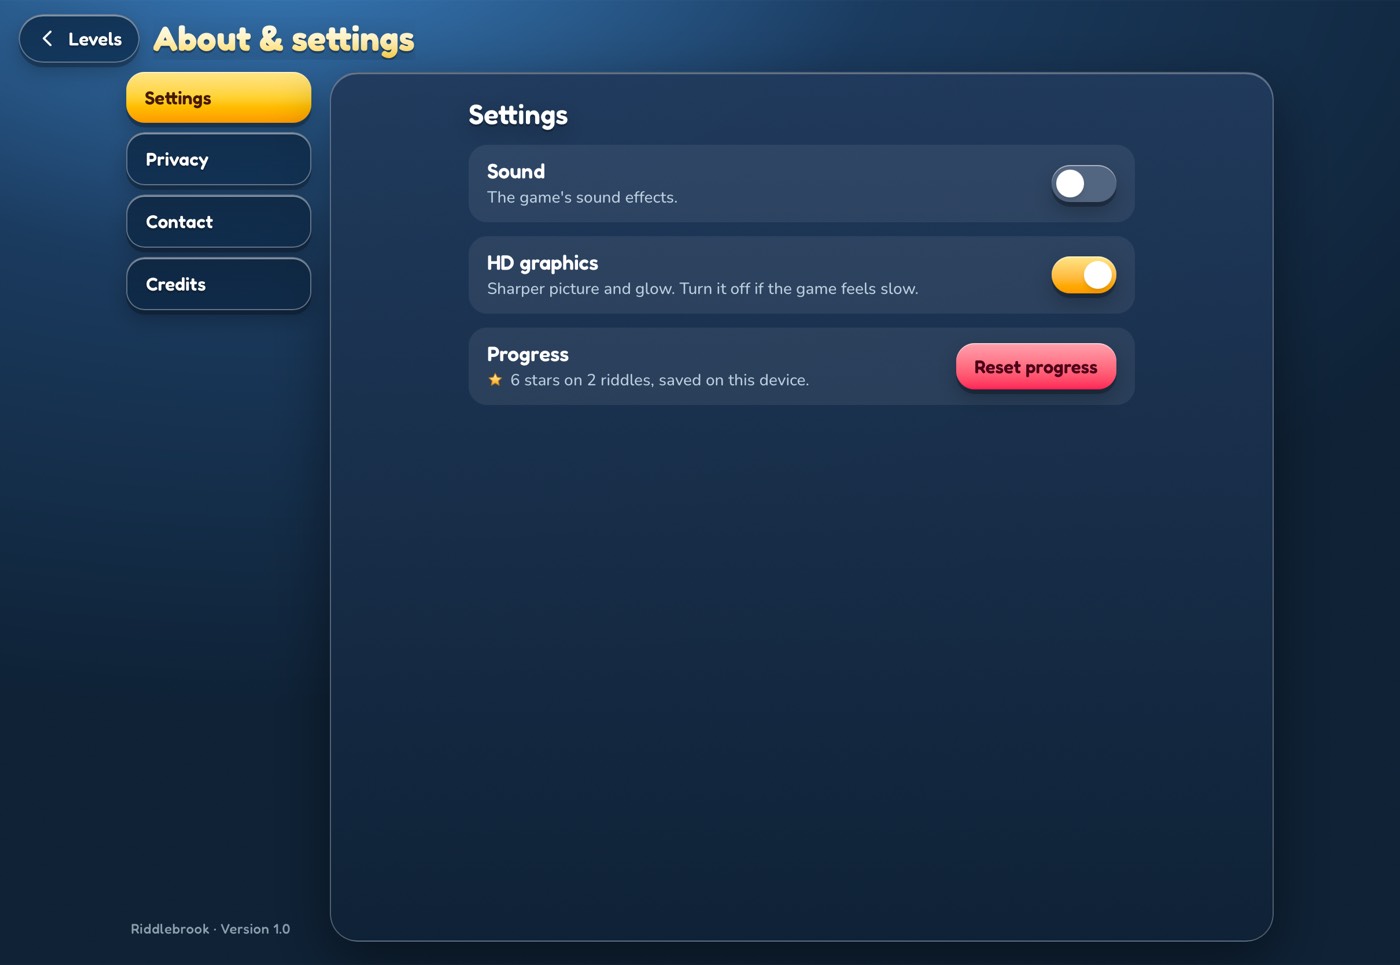 Levels
About & settings
Settings
Privacy
Contact
Credits
Settings
Sound
The game's sound effects.
HD graphics
Sharper picture and glow. Turn it off if the game feels slow.
Progress
6 stars on 2 riddles, saved on this device.
Reset progress
Riddlebrook · Version 1.0